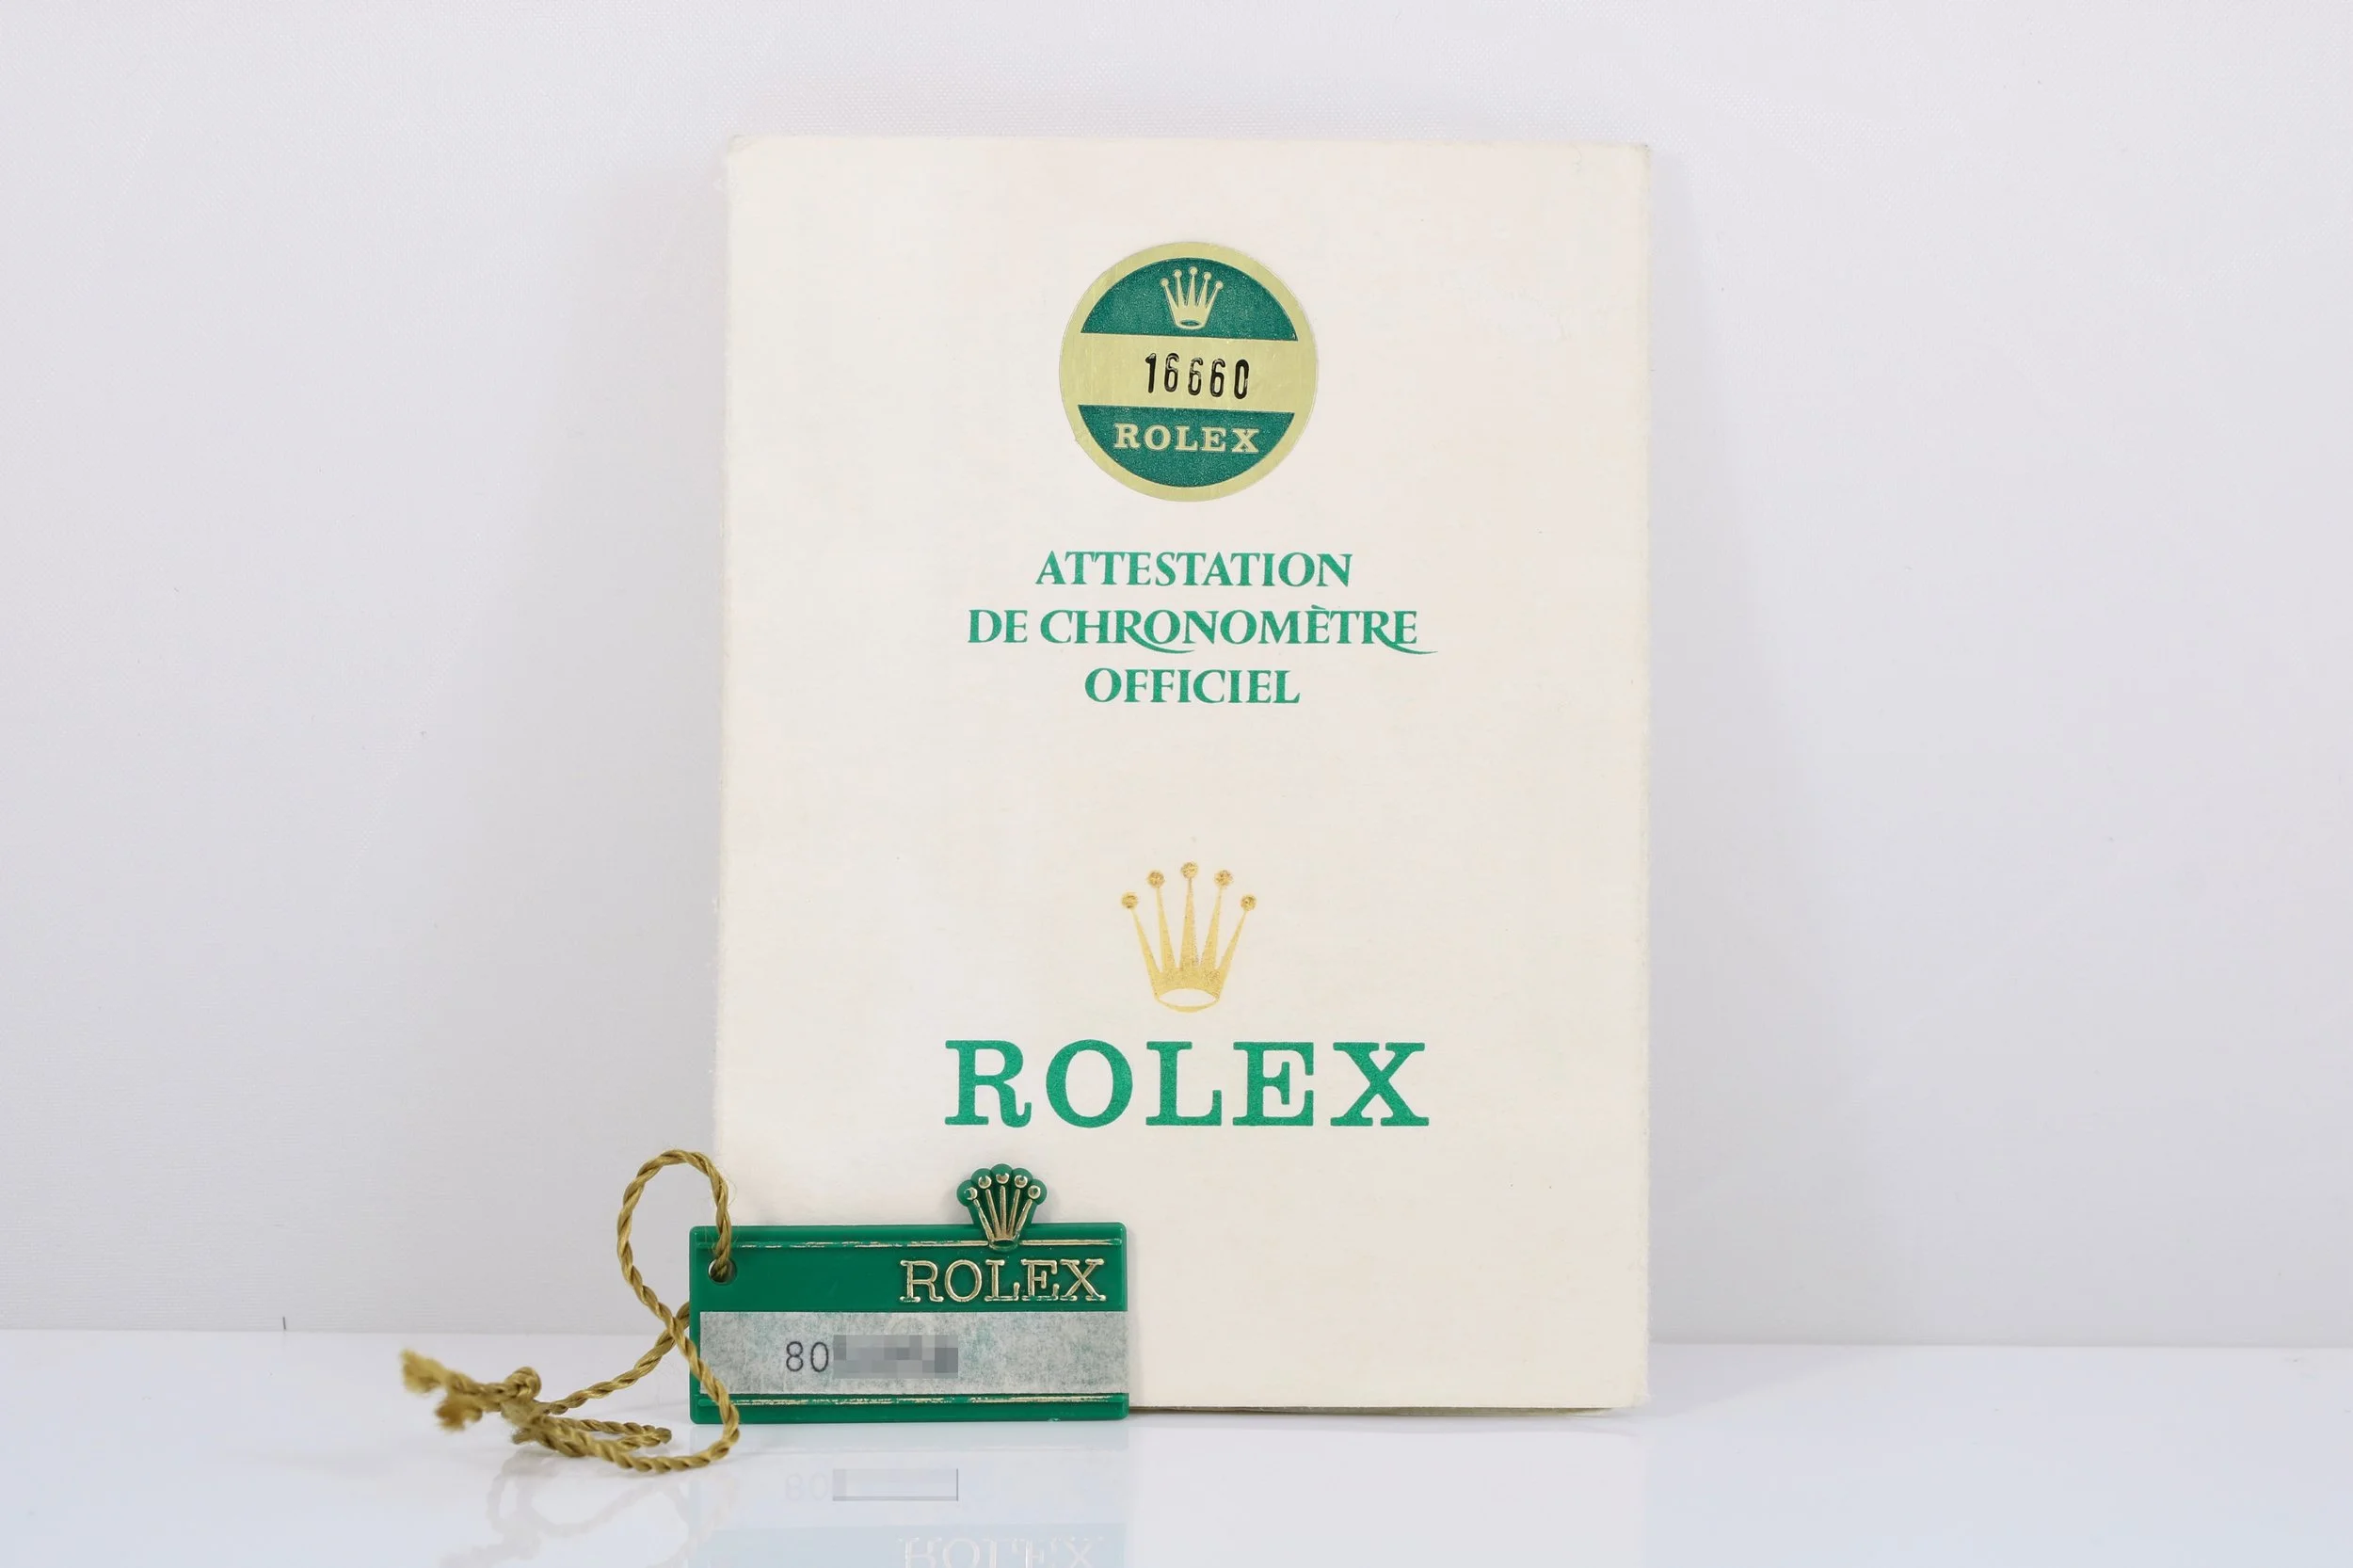 16660
ROLEX
ATTESTATION
DE CHRONOMÈTRE
OFFICIEL
ROLEX
ROLEX
80